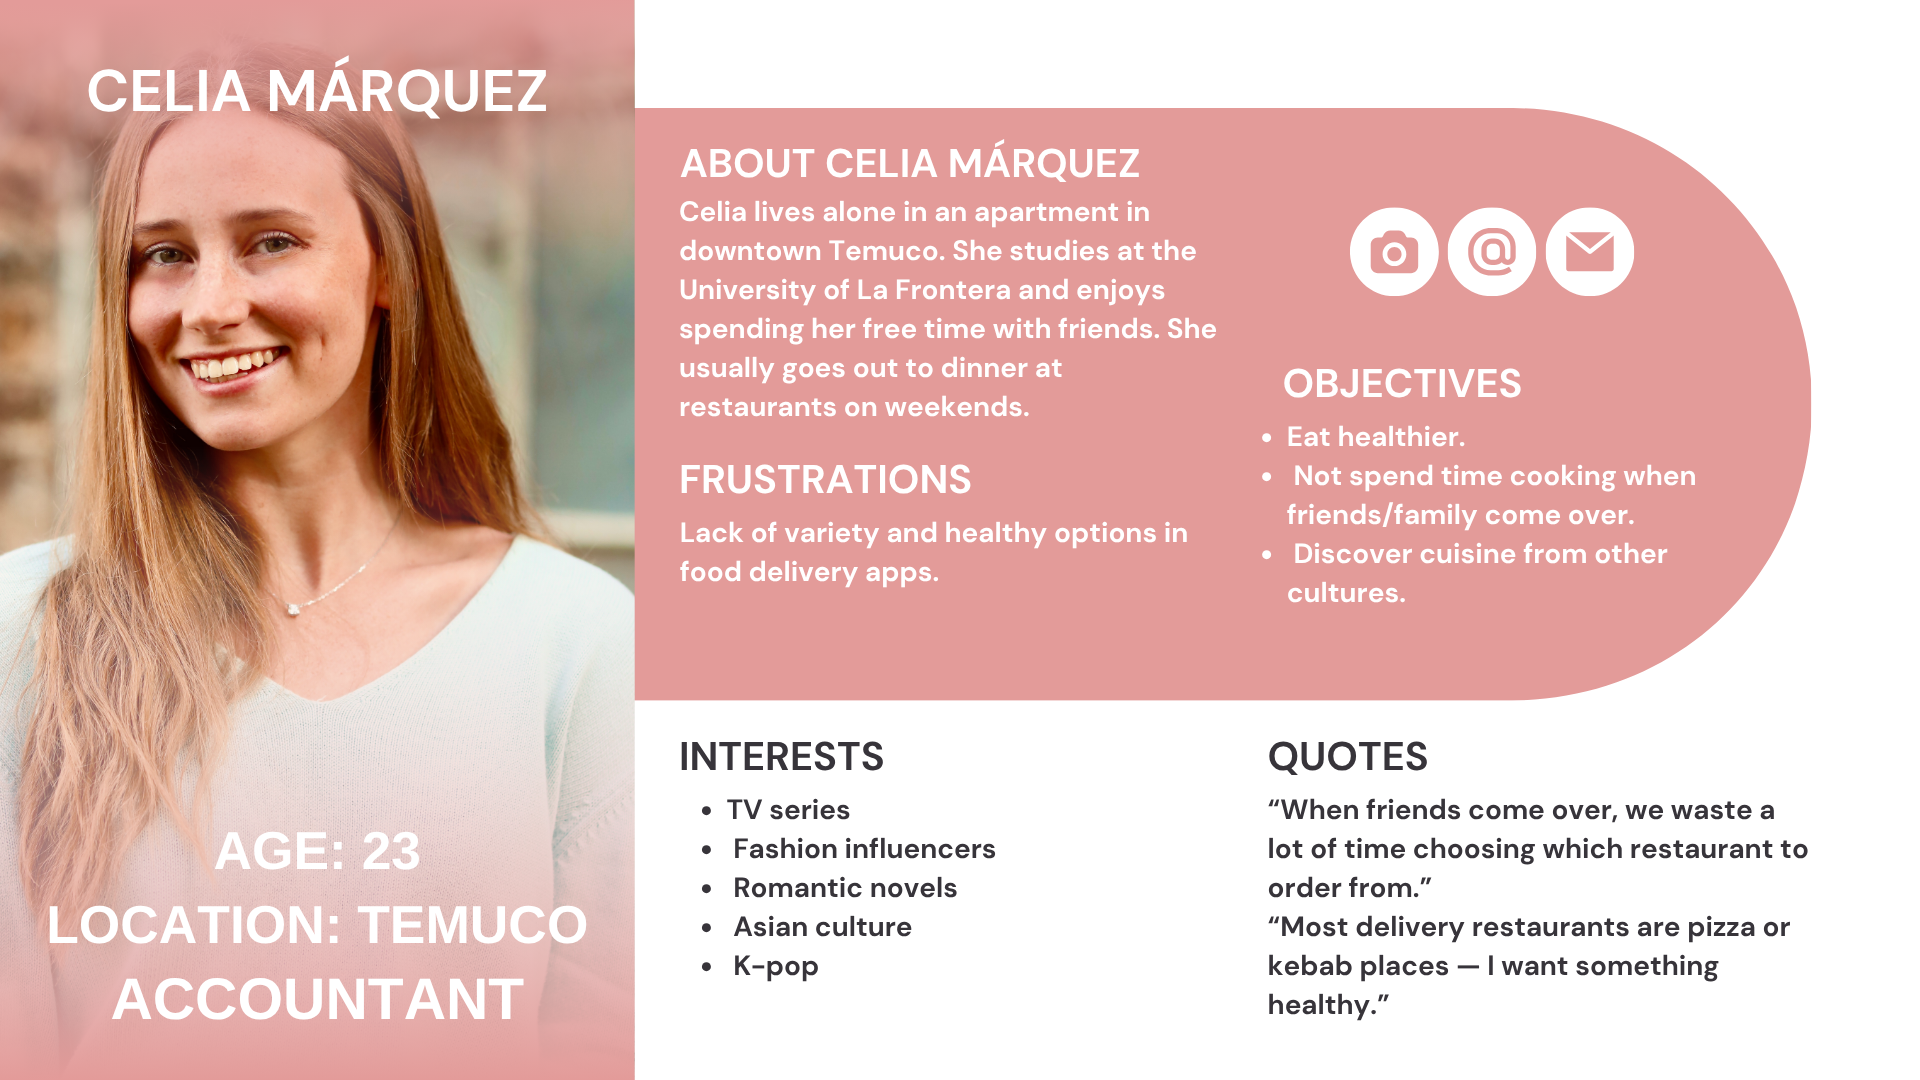 CELIA MÁRQUEZ
AGE: 23
LOCATION: TEMUCO
ACCOUNTANT
ABOUT CELIA MÁRQUEZ
Celia lives alone in an apartment in
downtown Temuco. She studies at the
University of La Frontera and enjoys
spending her free time with friends. She
usually goes out to dinner at
restaurants on weekends.
FRUSTRATIONS
Lack of variety and healthy options in
food delivery apps.
OBJECTIVES
• Eat healthier.
• Not spend time cooking when
friends/family come over.
• Discover cuisine from other
cultures.
INTERESTS
• TV series
• Fashion influencers
• Romantic novels
• Asian culture
• K-pop
QUOTES
“When friends come over, we waste a
lot of time choosing which restaurant to
order from.”
“Most delivery restaurants are pizza or
kebab places — I want something
healthy.”